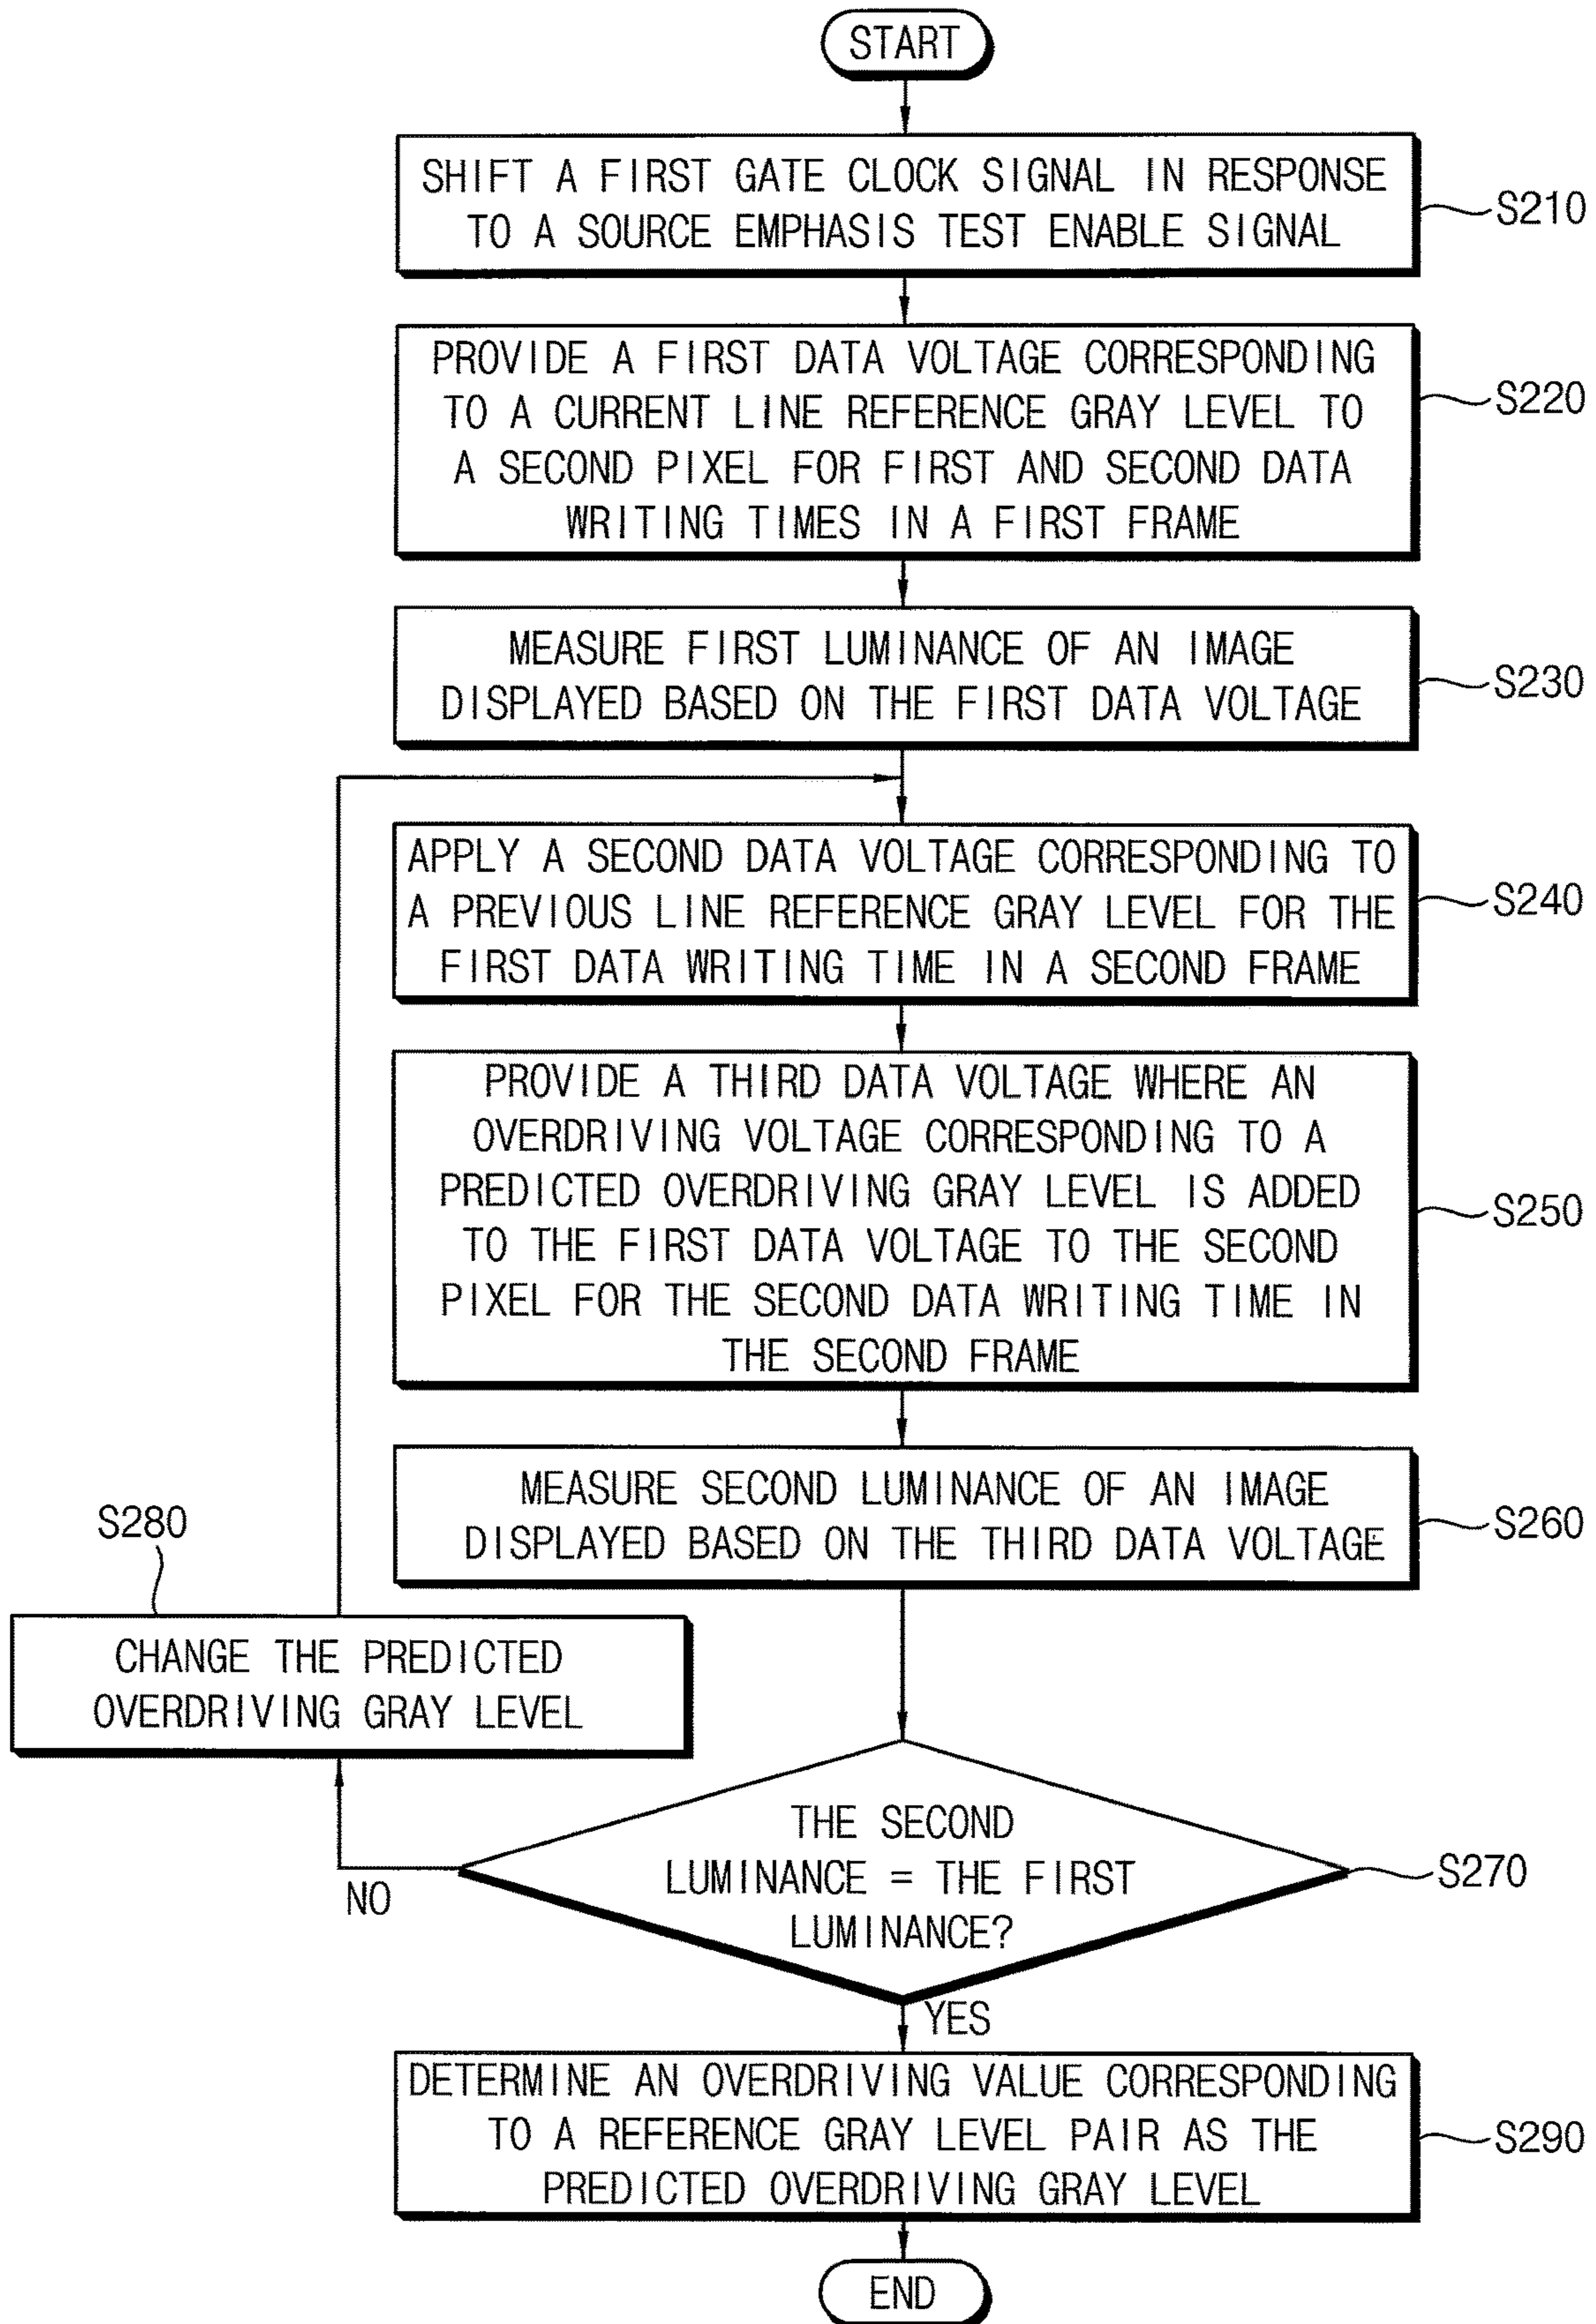 START
SHIFT A FIRST GATE CLOCK SIGNAL IN RESPONSE
TO A SOURCE EMPHASIS TEST ENABLE SIGNAL
S210
PROVIDE A FIRST DATA VOLTAGE CORRESPONDING
TO A CURRENT LINE REFERENCE GRAY LEVEL TO
A SECOND PIXEL FOR FIRST AND SECOND DATA
WRITING TIMES IN A FIRST FRAME
S220
MEASURE FIRST LUMINANCE OF AN IMAGE
DISPLAYED BASED ON THE FIRST DATA VOLTAGE
S230
APPLY A SECOND DATA VOLTAGE CORRESPONDING TO
A PREVIOUS LINE REFERENCE GRAY LEVEL FOR THE
FIRST DATA WRITING TIME IN A SECOND FRAME
S240
PROVIDE A THIRD DATA VOLTAGE WHERE AN
OVERDRIVING VOLTAGE CORRESPONDING TO A
PREDICTED OVERDRIVING GRAY LEVEL IS ADDED
TO THE FIRST DATA VOLTAGE TO THE SECOND
PIXEL FOR THE SECOND DATA WRITING TIME IN
THE SECOND FRAME
S250
MEASURE SECOND LUMINANCE OF AN IMAGE
DISPLAYED BASED ON THE THIRD DATA VOLTAGE
S260
S280
CHANGE THE PREDICTED
OVERDRIVING GRAY LEVEL
THE SECOND
LUMINANCE = THE FIRST
LUMINANCE?
S270
NO
YES
DETERMINE AN OVERDRIVING VALUE CORRESPONDING
TO A REFERENCE GRAY LEVEL PAIR AS THE
PREDICTED OVERDRIVING GRAY LEVEL
S290
END